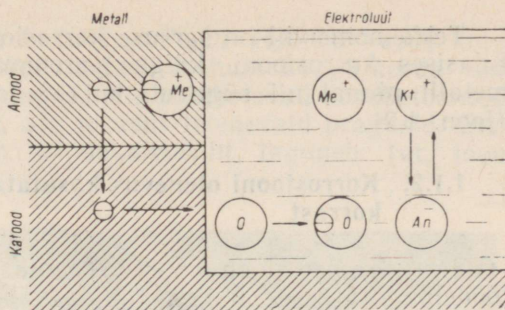 Metall
Elektrolüüt
Anood
+
Me
Me +
Kt +
Katood
O
O
An